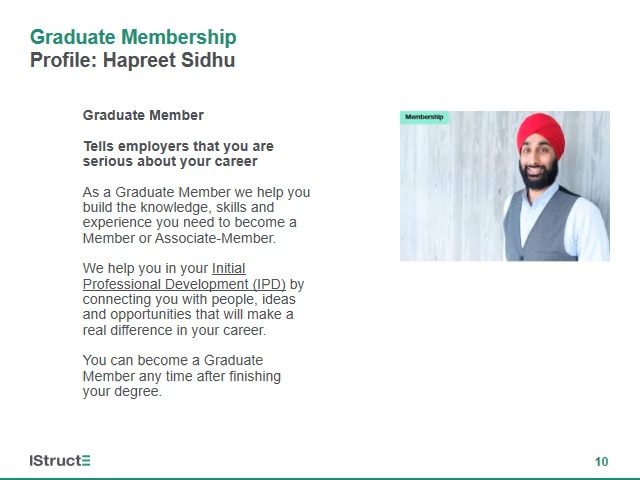 Graduate Membership
Profile: Hapreet Sidhu
Graduate Member
Tells employers that you are
serious about your career
As a Graduate Member we help you
build the knowledge, skills and
experience you need to become a
Member or Associate-Member.
We help you in your Initial
Professional Development (IPD) by
connecting you with people, ideas
and opportunities that will make a
real difference in your career.
You can become a Graduate
Member any time after finishing
your degree.
Membership
IStructE
10